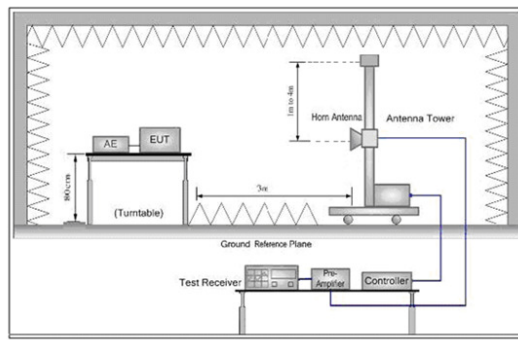 1m to 4m
Horn Antenna
Antenna Tower
AE
EUT
80cm
(Turntable)
3m
Ground Reference Plane
Test Receiver
Pre-
Amplifier
Controller